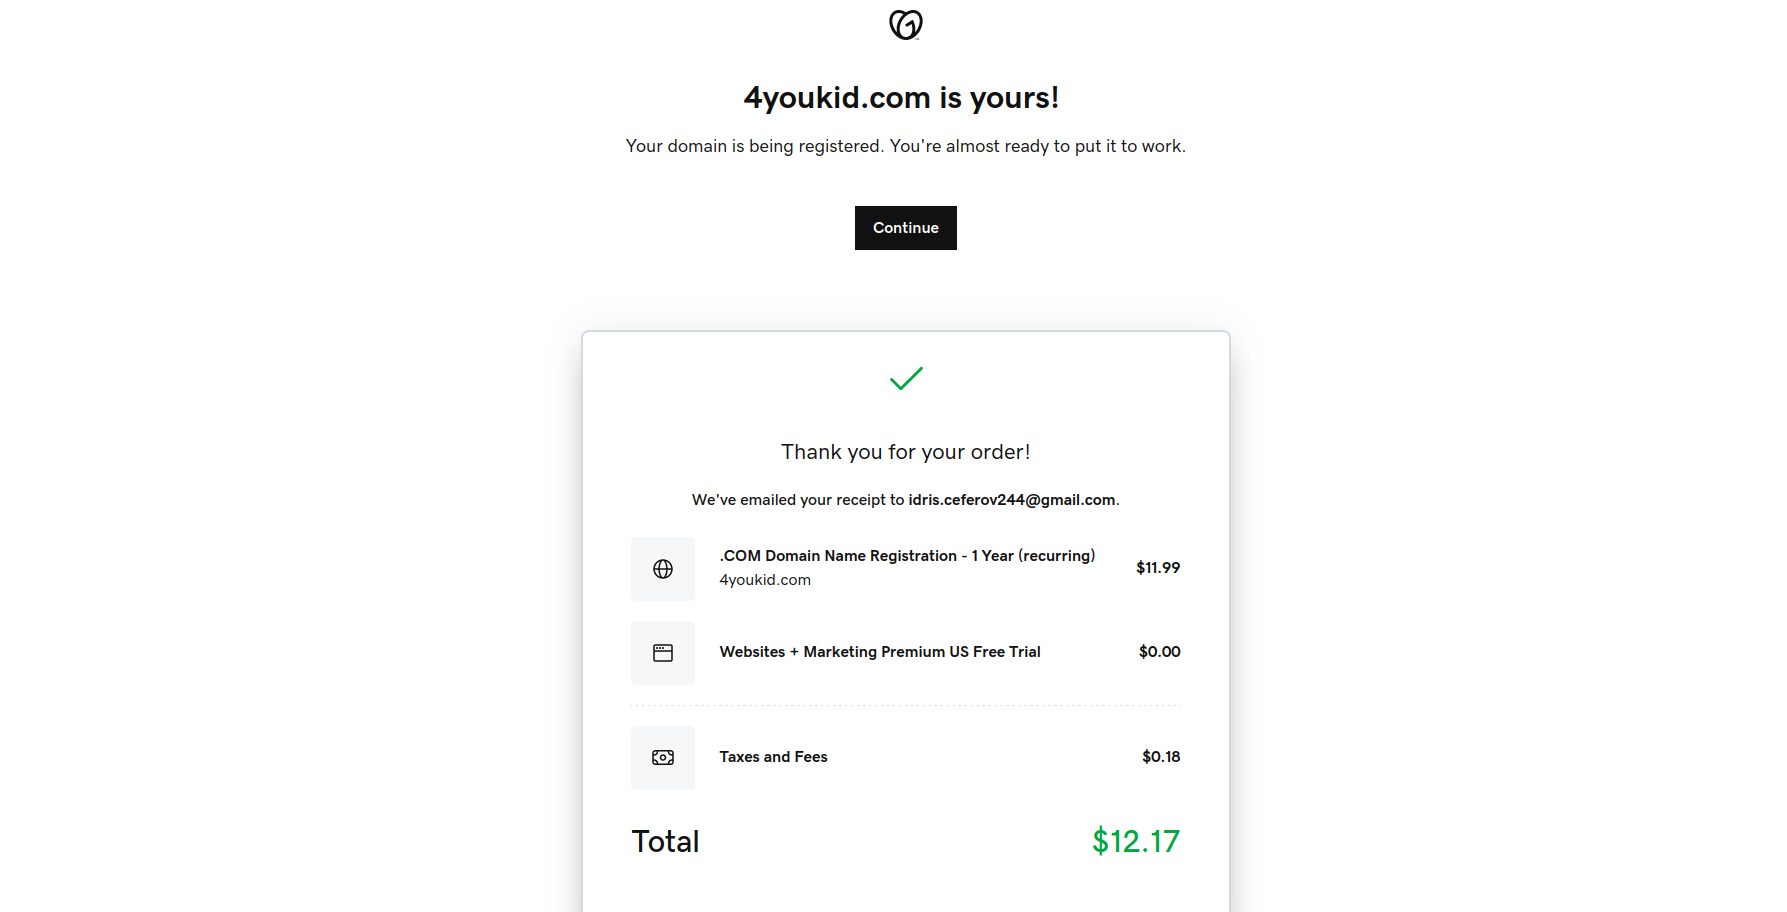 4youkid.com is yours!
Your domain is being registered. You're almost ready to put it to work.
Continue
Thank you for your order!
We've emailed your receipt to idris.ceferov244@gmail.com.
.COM Domain Name Registration - 1 Year (recurring)
4youkid.com
$11.99
Websites + Marketing Premium US Free Trial
$0.00
Taxes and Fees
$0.18
Total
$12.17